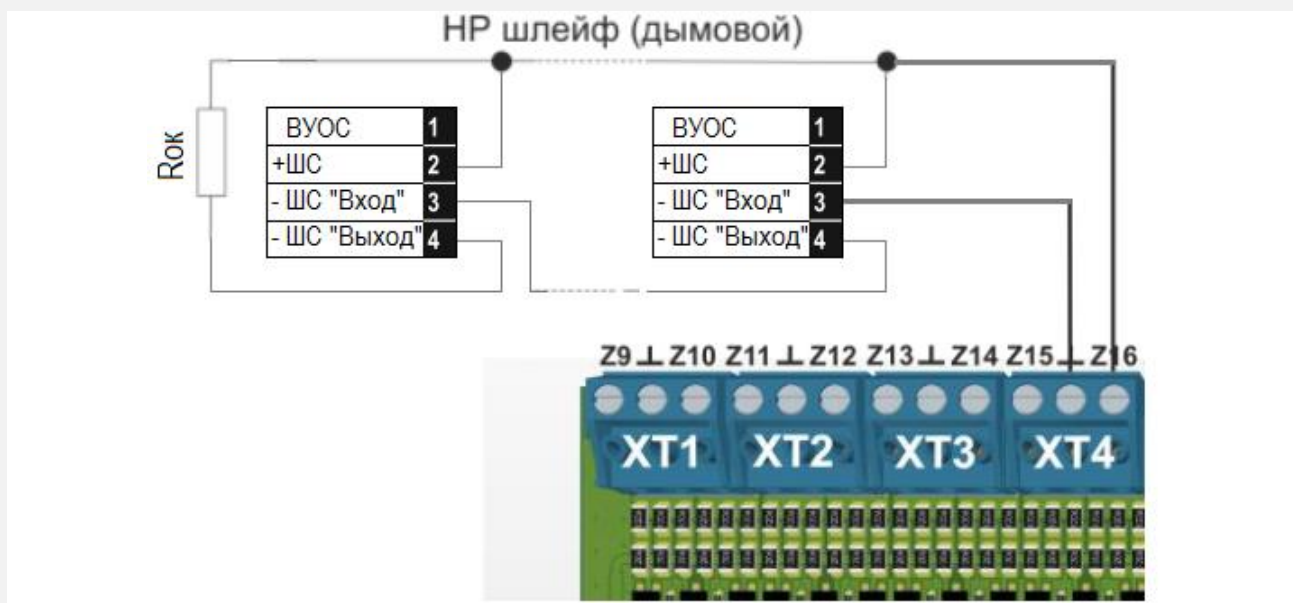 НР шлейф (дымовой)
Rок
ВУОС 1
+ШС 2
- ШС "Вход" 3
- ШС "Выход" 4
ВУОС 1
+ШС 2
- ШС "Вход" 3
- ШС "Выход" 4
Z9 ⊥ Z10 Z11 ⊥ Z12 Z13 ⊥ Z14 Z15 ⊥ Z16
XT1 XT2 XT3 XT4